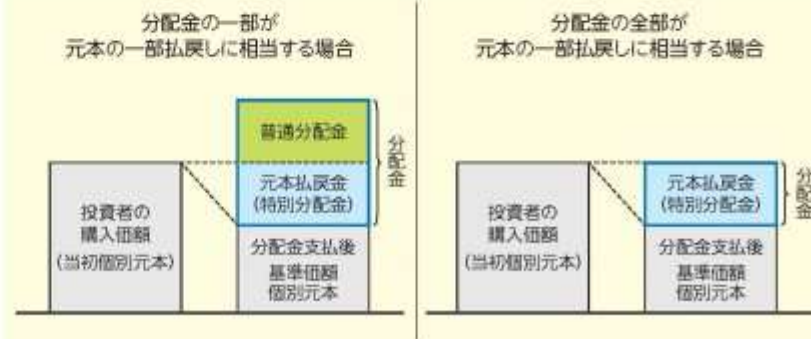 分配金の一部が
元本の一部払戻しに相当する場合
普通分配金
元本払戻金
(特別分配金)
分配金
投資者の
購入価額
(当初個別元本)
分配金支払後
基準価額
個別元本
分配金の全部が
元本の一部払戻しに相当する場合
元本払戻金
(特別分配金)
分配金
投資者の
購入価額
(当初個別元本)
分配金支払後
基準価額
個別元本